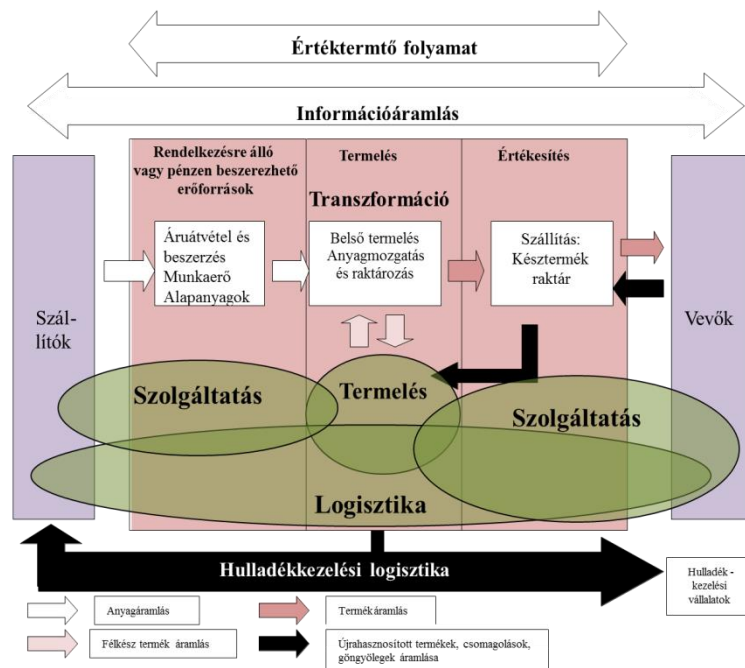 Értéktermtő folyamat
Információáramlás
Rendelkezésre álló
vagy pénzen beszerezhető
erőforrások
Termelés
Értékesítés
Transzformáció
Áruátvétel és
beszerzés
Munkaerő
Alapanyagok
Belső termelés
Anyagmozgatás
és raktározás
Szállítás:
Késztermék
raktár
Szál-
lítók
Vevők
Szolgáltatás
Termelés
Szolgáltatás
Logisztika
Hulladékkezelési logisztika
Hulladék -
kezelési
vállalatok
Anyagáramlás
Termékáramlás
Félkész termék áramlás
Újrahasznosított termékek, csomagolások,
göngyölegek áramlása